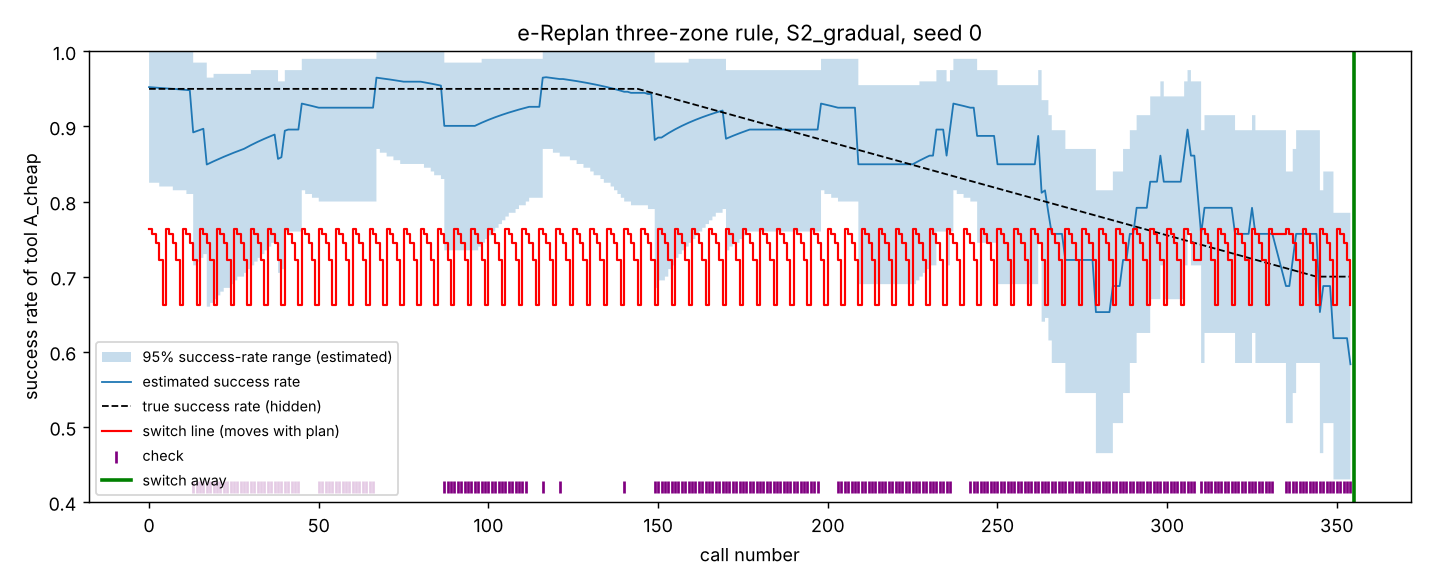 e-Replan three-zone rule, S2_gradual, seed 0
success rate of tool A_cheap
1.0
0.9
0.8
0.7
0.6
0.5
0.4
95% success-rate range (estimated)
estimated success rate
true success rate (hidden)
switch line (moves with plan)
check
switch away
0 50 100 150 200 250 300 350
call number